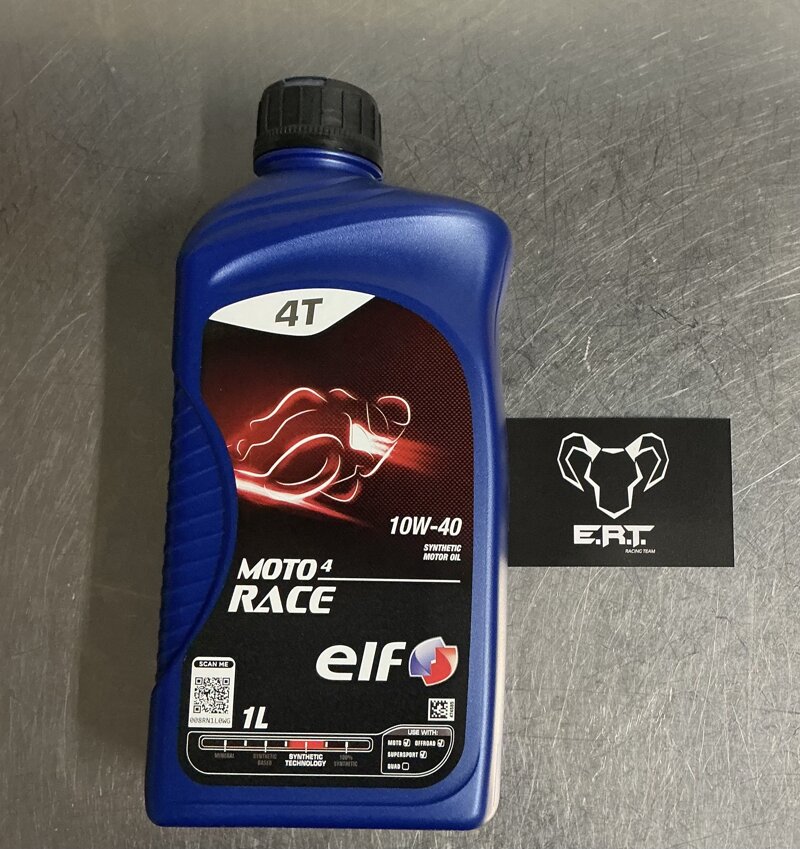 4T
10W-40
SYNTHETIC
MOTOR OIL
MOTO 4
RACE
elf
SCAN ME
008RN1L0WG
1L
MINERAL
SYNTHETIC
BASED
SYNTHETIC
TECHNOLOGY
100%
SYNTHETIC
USE WITH:
MOTO OFFROAD
SUPERSPORT
QUAD
E.R.T.
RACING TEAM